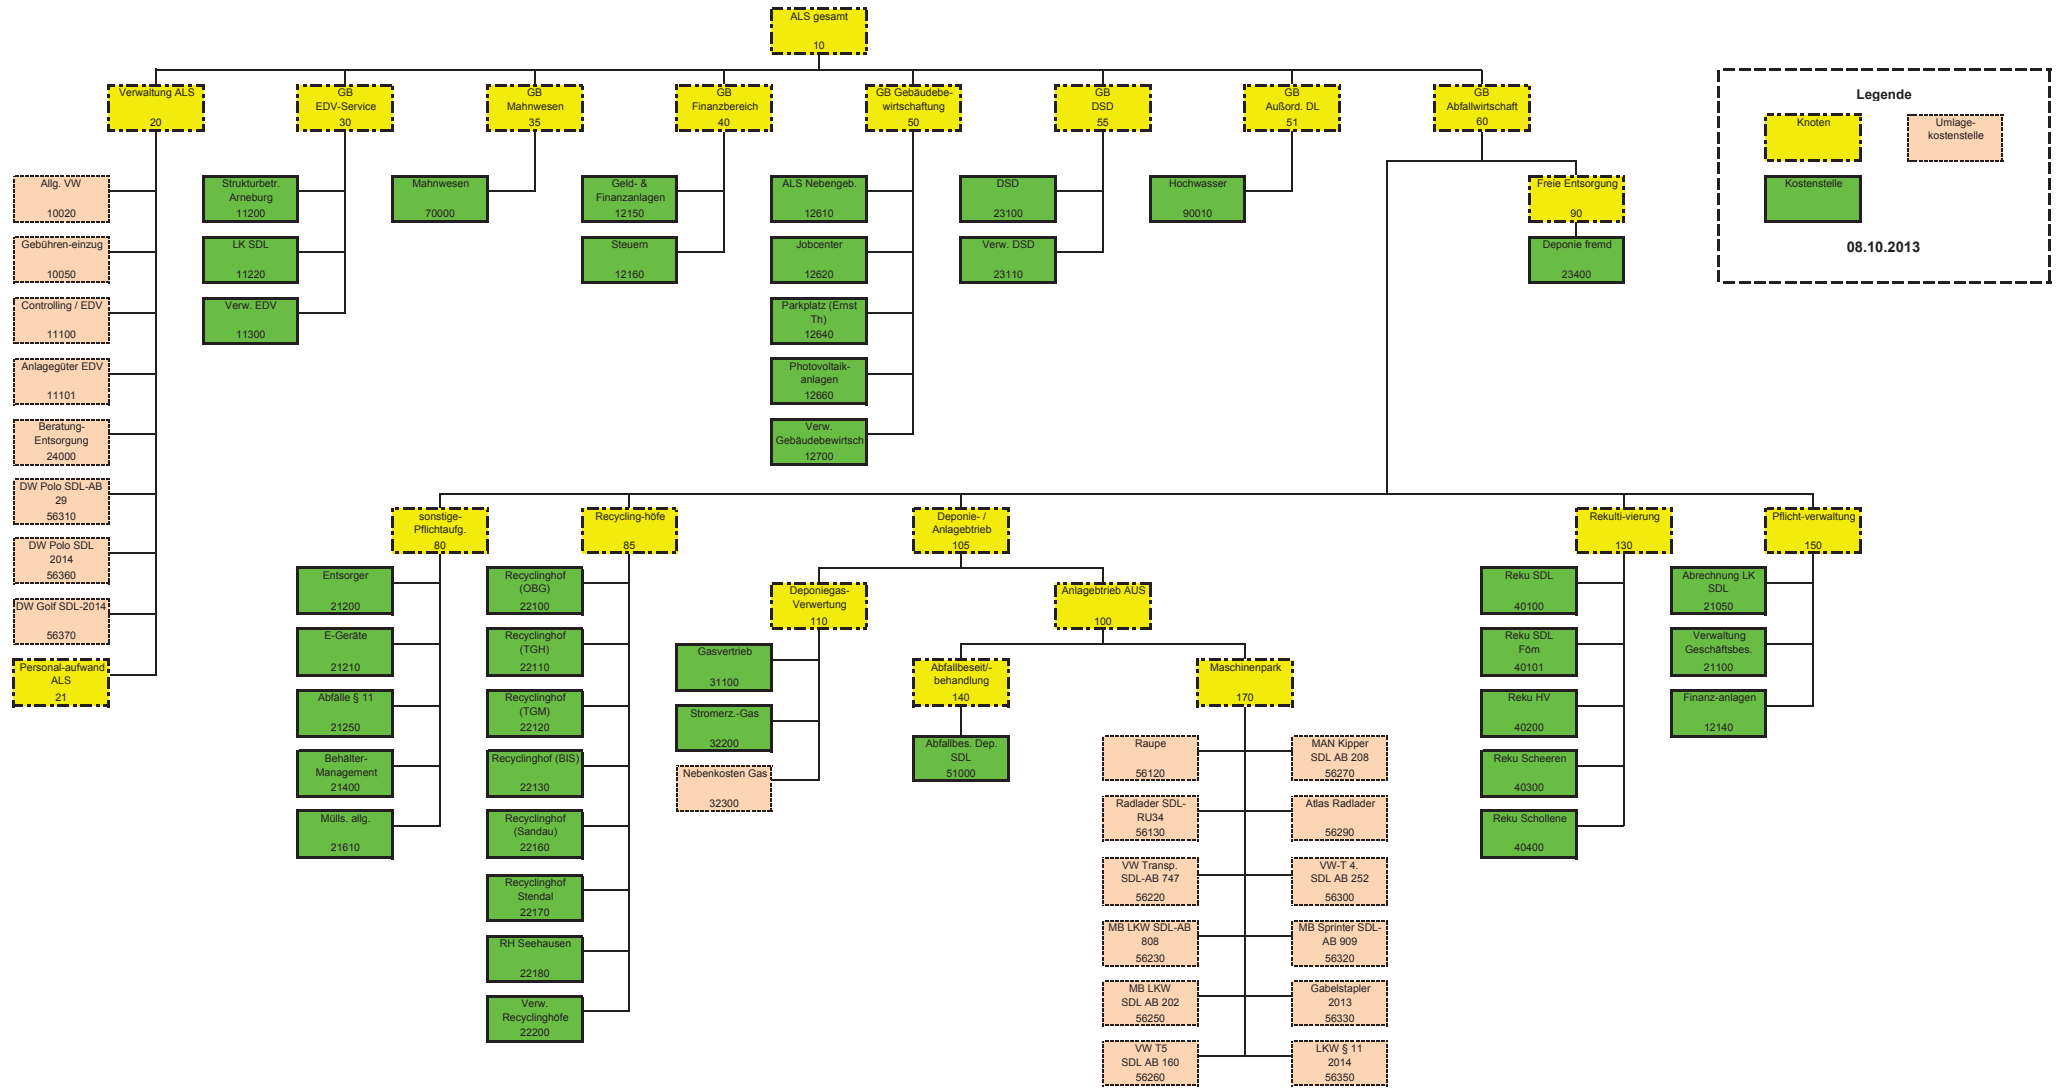 ALS gesamt
10
Verwaltung ALS
20
GB
EDV-Service
30
GB
Mahnwesen
35
GB
Finanzbereich
40
GB Gebäudebe-
wirtschaftung
50
GB
DSD
55
GB
Außord. DL
51
GB
Abfallwirtschaft
60
Legende
Knoten
Umlage-
kostenstelle
Kostenstelle
08.10.2013
Allg. VW
10020
Gebühren-einzug
10050
Controlling / EDV
11100
Anlagegüter EDV
11101
Beratung-
Entsorgung
24000
DW Polo SDL-AB
29
56310
DW Polo SDL
2014
56360
DW Golf SDL-2014
56370
Personal-aufwand
ALS
21
Strukturbetr.
Arneburg
11200
LK SDL
11220
Verw. EDV
11300
Mahnwesen
70000
Geld- &
Finanzanlagen
12150
Steuern
12160
ALS Nebengeb.
12610
Jobcenter
12620
Parkplatz (Ernst
Th)
12640
Photovoltaik-
anlagen
12660
Verw.
Gebäudebewirtsch
12700
DSD
23100
Verw. DSD
23110
Hochwasser
90010
Freie Entsorgung
90
Deponie fremd
23400
sonstige-
Pflichtaufg.
80
Recycling-höfe
85
Deponie- /
Anlagebtrieb
105
Rekulti-vierung
130
Pflicht-verwaltung
150
Entsorger
21200
E-Geräte
21210
Abfälle § 11
21250
Behälter-
Management
21400
Mülls. allg.
21610
Recyclinghof
(OBG)
22100
Recyclinghof
(TGH)
22110
Recyclinghof
(TGM)
22120
Recyclinghof (BIS)
22130
Recyclinghof
(Sandau)
22160
Recyclinghof
Stendal
22170
RH Seehausen
22180
Verw.
Recyclinghöfe
22200
Deponiegas-
Verwertung
110
Anlagebtrieb AUS
100
Gasvertrieb
31100
Stromerz.-Gas
32200
Nebenkosten Gas
32300
Abfallbeseit/-
behandlung
140
Abfallbes. Dep.
SDL
51000
Maschinenpark
170
Raupe
56120
Radlader SDL-
RU34
56130
VW Transp.
SDL-AB 747
56220
MB LKW SDL-AB
808
56230
MB LKW
SDL AB 202
56250
VW T5
SDL AB 160
56260
MAN Kipper
SDL AB 208
56270
Atlas Radlader
56290
VW-T 4.
SDL AB 252
56300
MB Sprinter SDL-
AB 909
56320
Gabelstapler
2013
56330
LKW § 11
2014
56350
Reku SDL
40100
Reku SDL
Föm
40101
Reku HV
40200
Reku Scheeren
40300
Reku Schollene
40400
Abrechnung LK
SDL
21050
Verwaltung
Geschäftsbes.
21100
Finanz-anlagen
12140